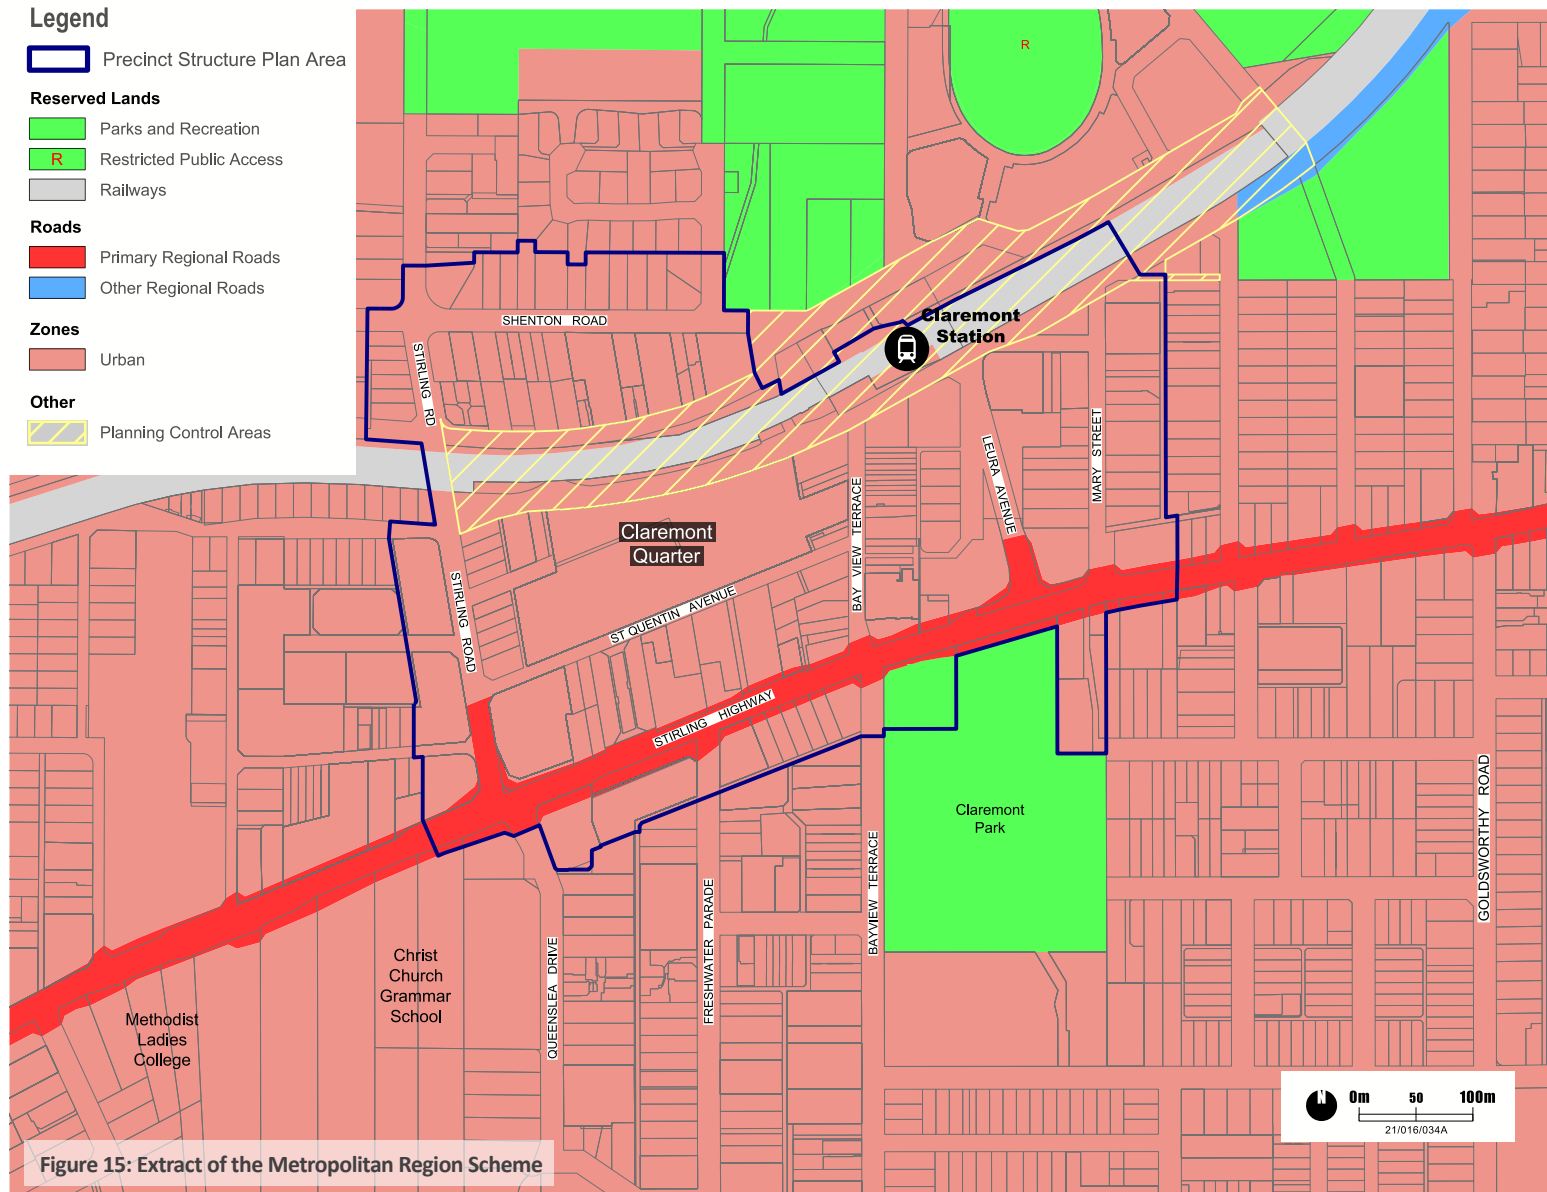 Legend
Precinct Structure Plan Area
Reserved Lands
Parks and Recreation
R
Restricted Public Access
Railways
Roads
Primary Regional Roads
Other Regional Roads
Zones
Urban
Other
Planning Control Areas
R
SHENTON ROAD
STIRLING RD
Claremont
Station
LEURA AVENUE
MARY STREET
BAY VIEW TERRACE
Claremont
Quarter
STIRLING ROAD
ST QUENTIN AVENUE
STIRLING HIGHWAY
Claremont
Park
GOLDSWORTHY ROAD
BAYVIEW TERRACE
FRESHWATER PARADE
QUEENSLEA DRIVE
Christ
Church
Grammar
School
Methodist
Ladies
College
N
0m 50 100m
21/016/034A
Figure 15: Extract of the Metropolitan Region Scheme